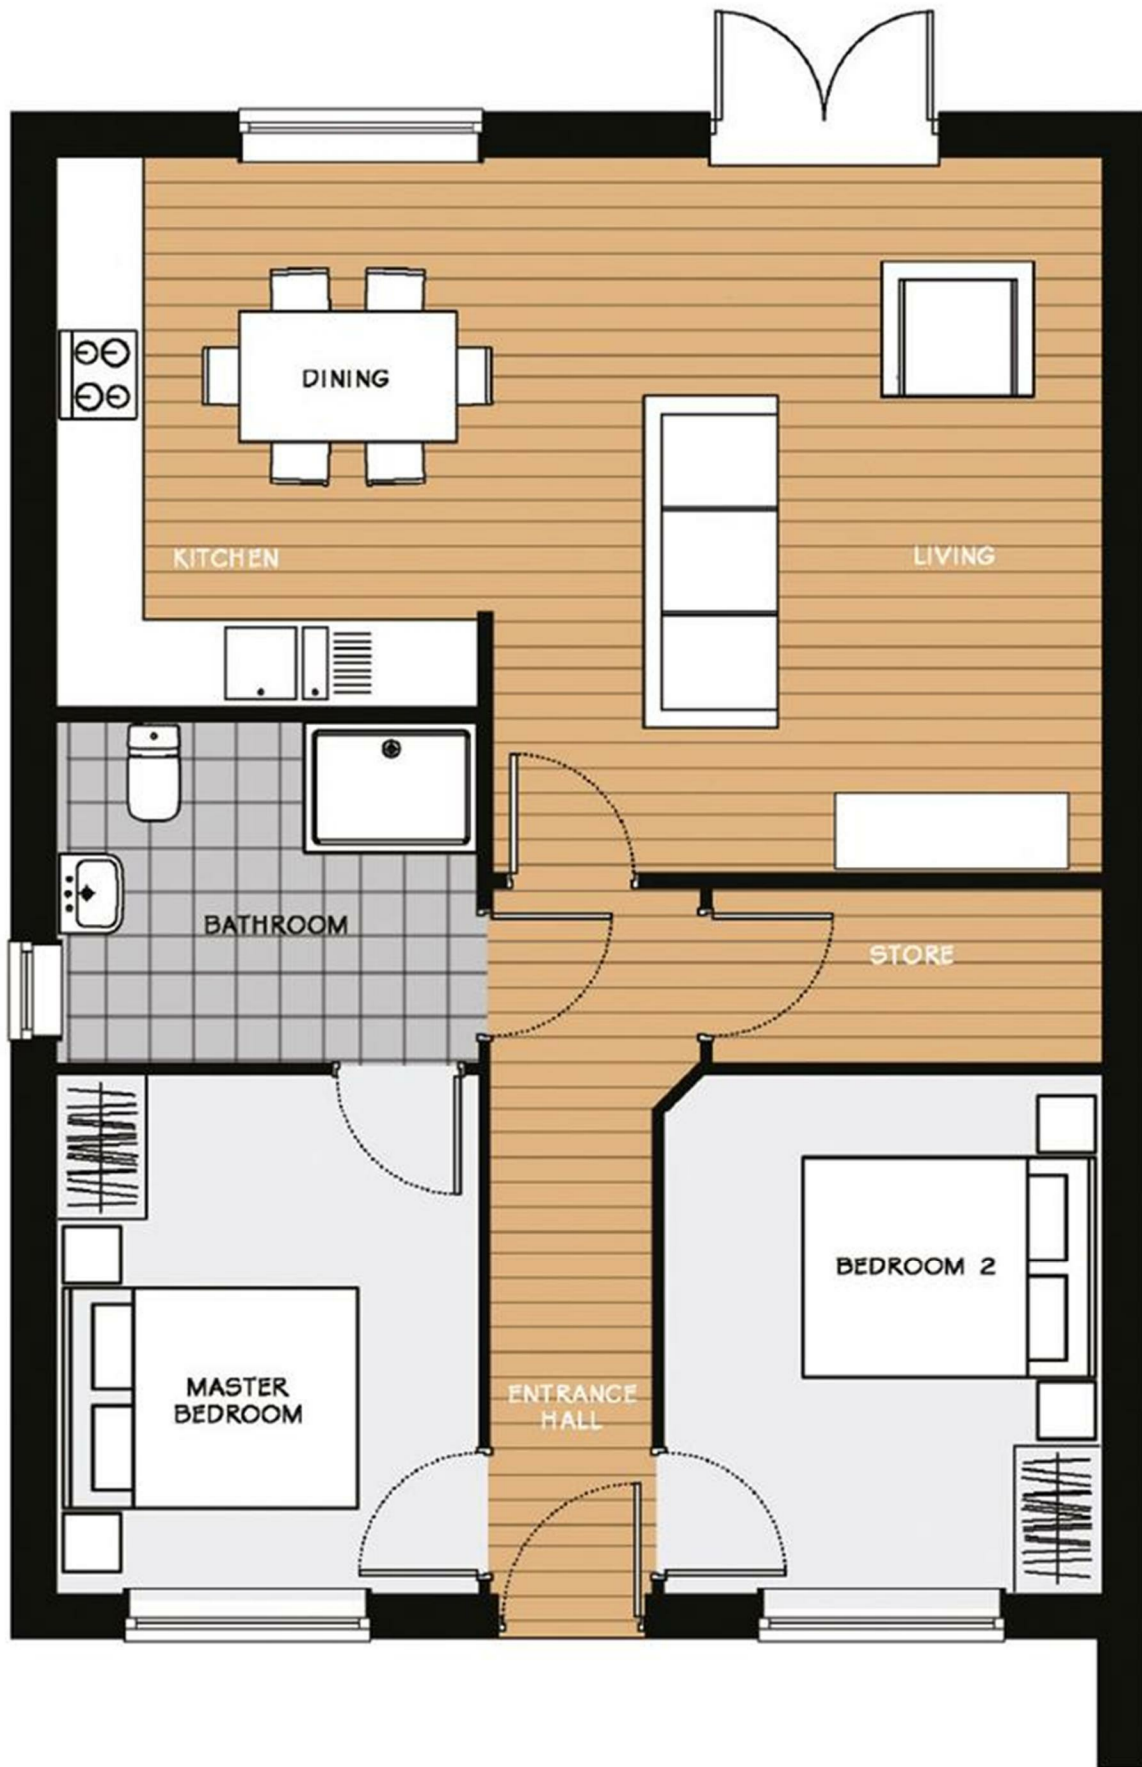 DINING
KITCHEN
LIVING
BATHROOM
STORE
BEDROOM 2
MASTER
BEDROOM
ENTRANCE
HALL